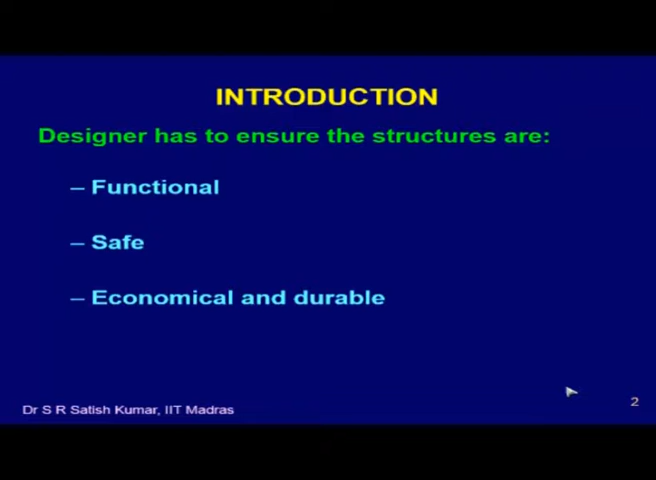 INTRODUCTION
Designer has to ensure the structures are:
– Functional
– Safe
– Economical and durable
Dr S R Satish Kumar, IIT Madras
2